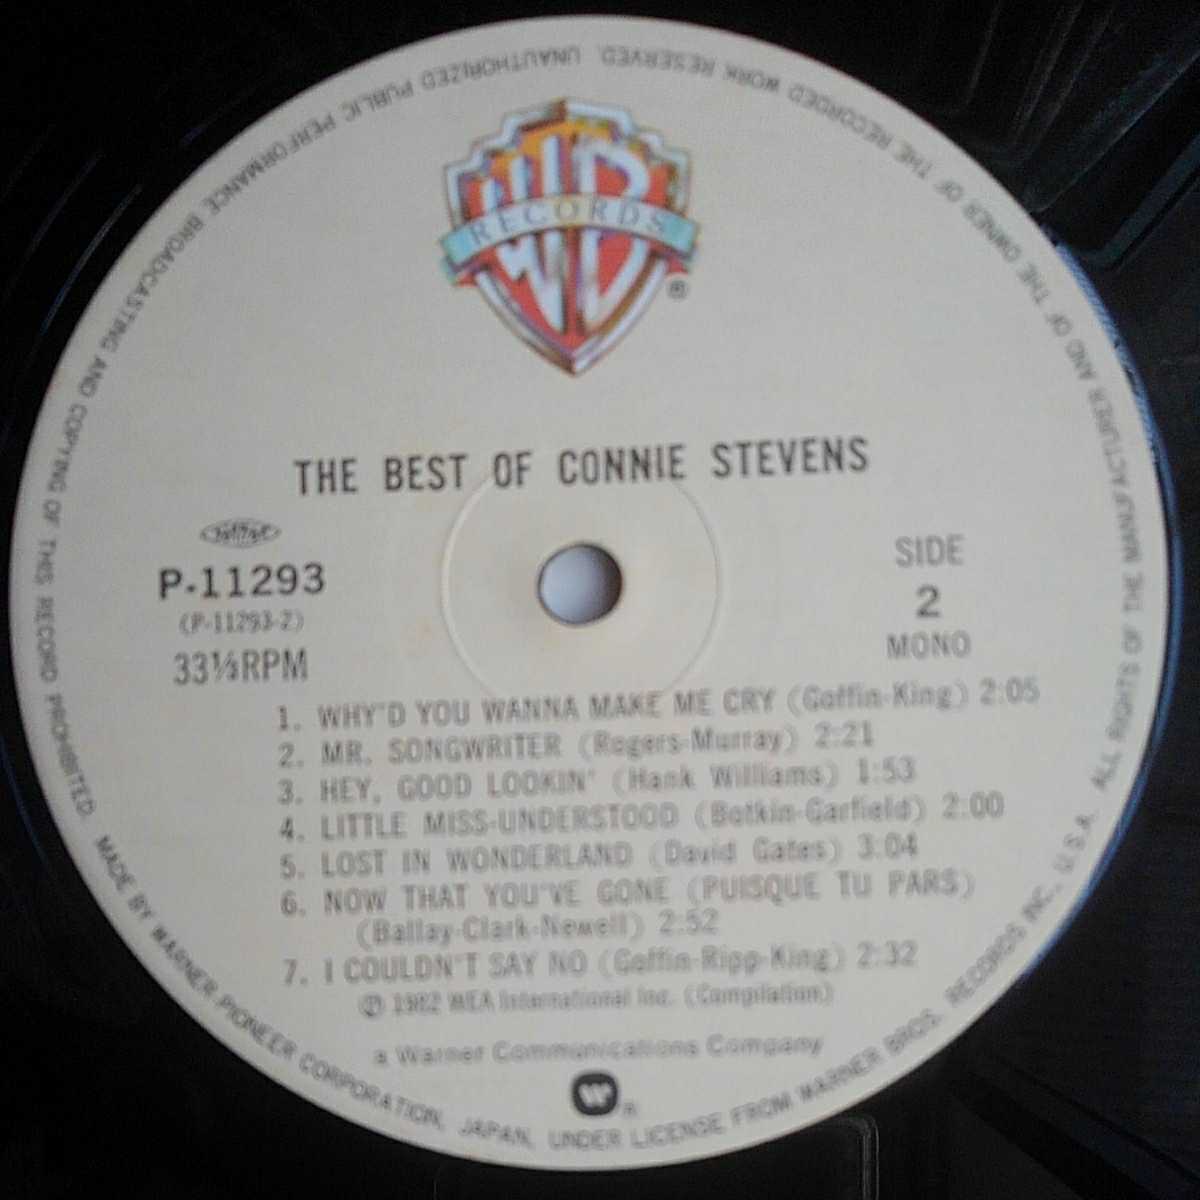 WB
RECORDS
®
THE BEST OF CONNIE STEVENS
P-11293
(P-11293-2)
33⅓RPM
SIDE
2
MONO
1. WHY'D YOU WANNA MAKE ME CRY (Goffin-King) 2:05
2. MR. SONGWRITER (Rogers-Murray) 2:21
3. HEY, GOOD LOOKIN' (Hank Williams) 1:53
4. LITTLE MISS-UNDERSTOOD (Botkin-Garfield) 2:00
5. LOST IN WONDERLAND (David Gates) 3:04
6. NOW THAT YOU'VE GONE (PUISQUE TU PARS)
(Ballay-Clark-Newell) 2:52
7. I COULDN'T SAY NO (Goffin-Ripp-King) 2:32
℗ 1982 WEA International Inc. (Compilation)
a Warner Communications Company
MADE BY WARNER-PIONEER CORPORATION, JAPAN, UNDER LICENSE FROM WARNER BROS. RECORDS INC., U.S.A. ALL RIGHTS OF THE MANUFACTURER AND OF THE OWNER OF THE RECORDED WORK RESERVED. UNAUTHORIZED PUBLIC PERFORMANCE BROADCASTING AND COPYING OF THIS RECORD PROHIBITED.